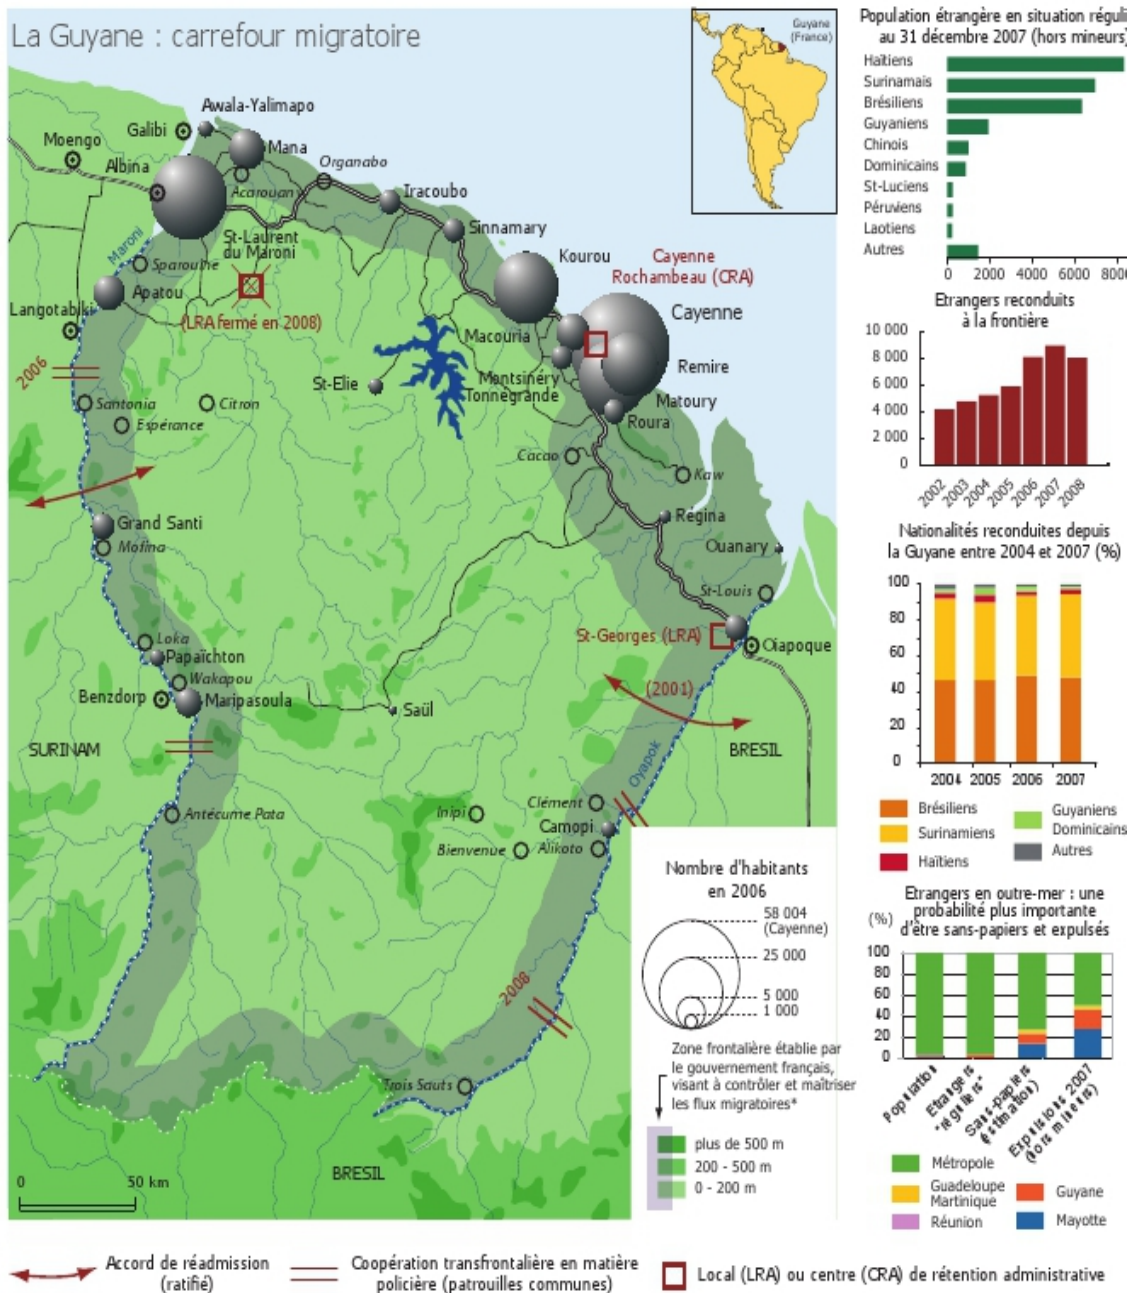 La Guyane : carrefour migratoire
Guyane
(France)
Awala-Yalimapo
Galibi
Moengo
Mana
Albina
Organabo
Acarouany
Iracoubo
Sinnamary
St-Laurent
du Maroni
Maroni
Sparouine
Kourou
Cayenne
Rochambeau (CRA)
Apatou
Langotabiki
(LRA fermé en 2008)
Cayenne
Macouria
Remire
2006
St-Elie
Montsinéry
Tonnegrande
Matoury
Roura
Santonia
Citron
Espérance
Cacao
Kaw
Grand Santi
Regina
Mofina
Ouanary
St-Louis
Loka
St-Georges (LRA)
Oiapoque
Papaïchton
Wakapou
(2001)
Benzdorp
Maripasoula
Saül
SURINAM
BRESIL
Oyapok
Antécume Pata
Inipi
Clément
Camopi
Bienvenue
Alikoto
2008
Trois Sauts
BRESIL
0
50 km
Nombre d'habitants
en 2006
58 004
(Cayenne)
25 000
5 000
1 000
Zone frontalière établie par
le gouvernement français,
visant à contrôler et maîtriser
les flux migratoires*
plus de 500 m
200 - 500 m
0 - 200 m
Population étrangère en situation réguli
au 31 décembre 2007 (hors mineurs)
Haïtiens
Surinamais
Brésiliens
Guyaniens
Chinois
Dominicains
St-Luciens
Péruviens
Laotiens
Autres
0 2000 4000 6000 8000
Etrangers reconduits
à la frontière
10 000
8 000
6 000
4 000
2 000
0
2002 2003 2004 2005 2006 2007 2008
Nationalités reconduites depuis
la Guyane entre 2004 et 2007 (%)
100
80
60
40
20
0
2004 2005 2006 2007
Brésiliens
Surinamiens
Haïtiens
Guyaniens
Dominicains
Autres
Etrangers en outre-mer : une
probabilité plus importante
d'être sans-papiers et expulsés
(%)
100
80
60
40
20
0
Population
Etrangers
"réguliers"
Sans-papiers
(estimation)
Expulsions 2007
(hors mineurs)
Métropole
Guadeloupe
Martinique
Réunion
Guyane
Mayotte
Accord de réadmission
(ratifié)
Coopération transfrontalière en matière
policière (patrouilles communes)
Local (LRA) ou centre (CRA) de rétention administrative